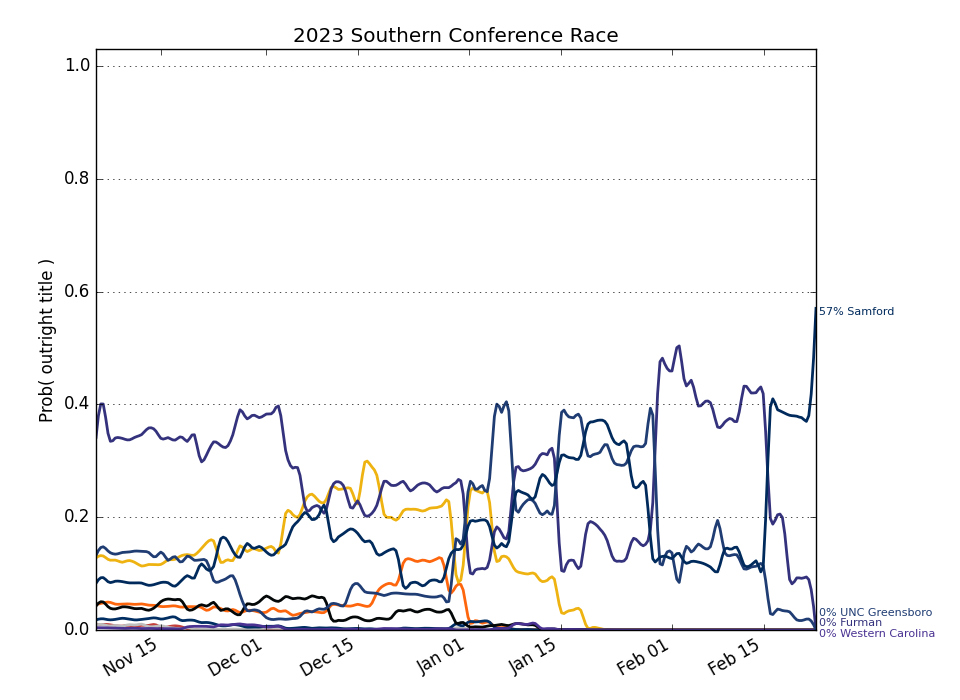 2023 Southern Conference Race
Prob( outright title )
1.0
0.8
0.6
0.4
0.2
0.0
57% Samford
0% UNC Greensboro
0% Furman
0% Western Carolina
Nov 15
Dec 01
Dec 15
Jan 01
Jan 15
Feb 01
Feb 15